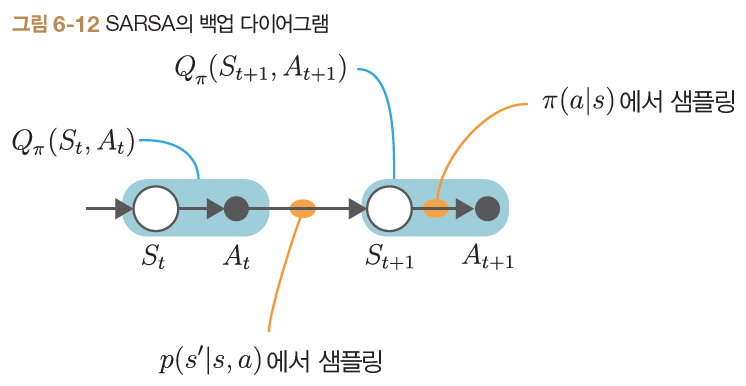 그림 6-12 SARSA의 백업 다이어그램
Qπ(St+1, At+1)
π(a|s)에서 샘플링
Qπ(St, At)
St
At
St+1
At+1
p(s′|s, a)에서 샘플링